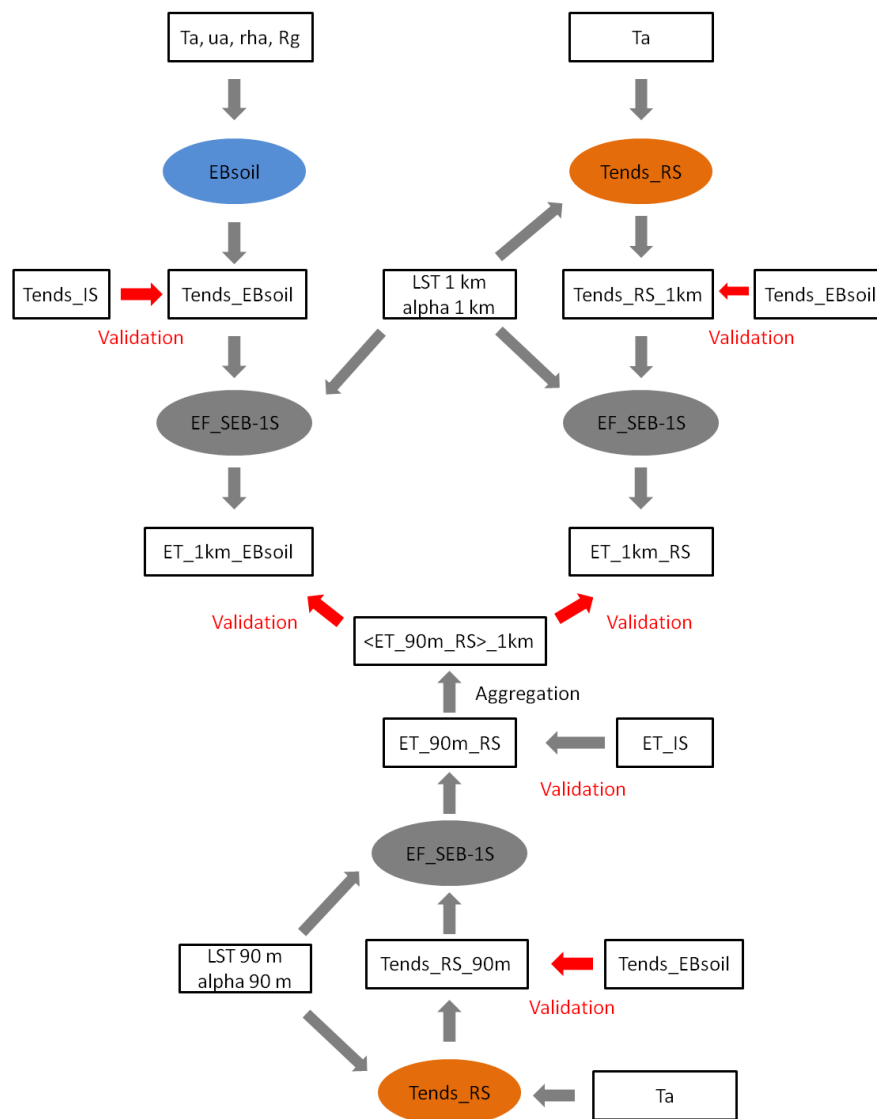 Ta, ua, rha, Rg
Ta
EBsoil
Tends_RS
Tends_IS
Tends_EBsoil
LST 1 km
alpha 1 km
Tends_RS_1km
Tends_EBsoil
Validation
Validation
EF_SEB-1S
EF_SEB-1S
ET_1km_EBsoil
ET_1km_RS
Validation
Validation
<ET_90m_RS>_1km
Aggregation
ET_90m_RS
ET_IS
Validation
EF_SEB-1S
LST 90 m
alpha 90 m
Tends_RS_90m
Tends_EBsoil
Validation
Tends_RS
Ta